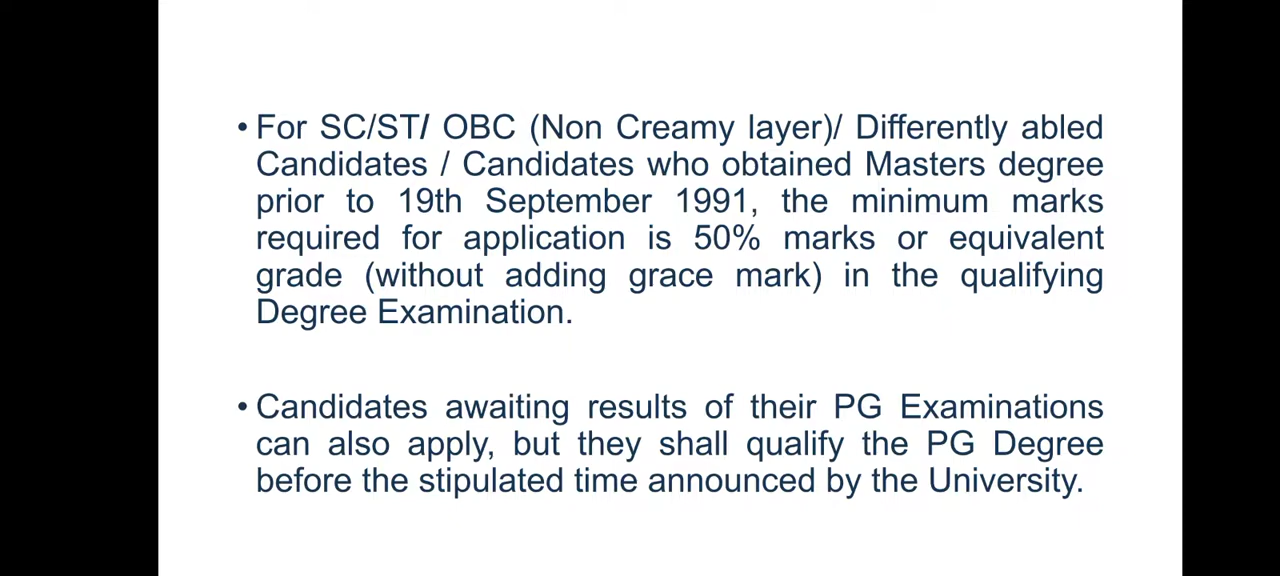 • For SC/ST/ OBC (Non Creamy layer)/ Differently abled
Candidates / Candidates who obtained Masters degree
prior to 19th September 1991, the minimum marks
required for application is 50% marks or equivalent
grade (without adding grace mark) in the qualifying
Degree Examination.
• Candidates awaiting results of their PG Examinations
can also apply, but they shall qualify the PG Degree
before the stipulated time announced by the University.